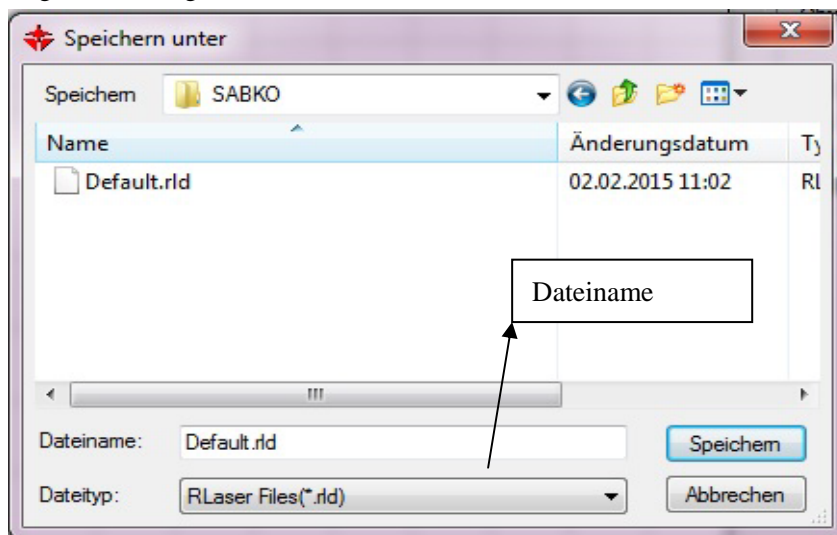 Speichern unter
Speichern SABKO
Name Änderungsdatum
Default.rld 02.02.2015 11:02
Dateiname
Dateiname: Default.rld Speichern
Dateityp: RLaser Files(*.rld) Abbrechen